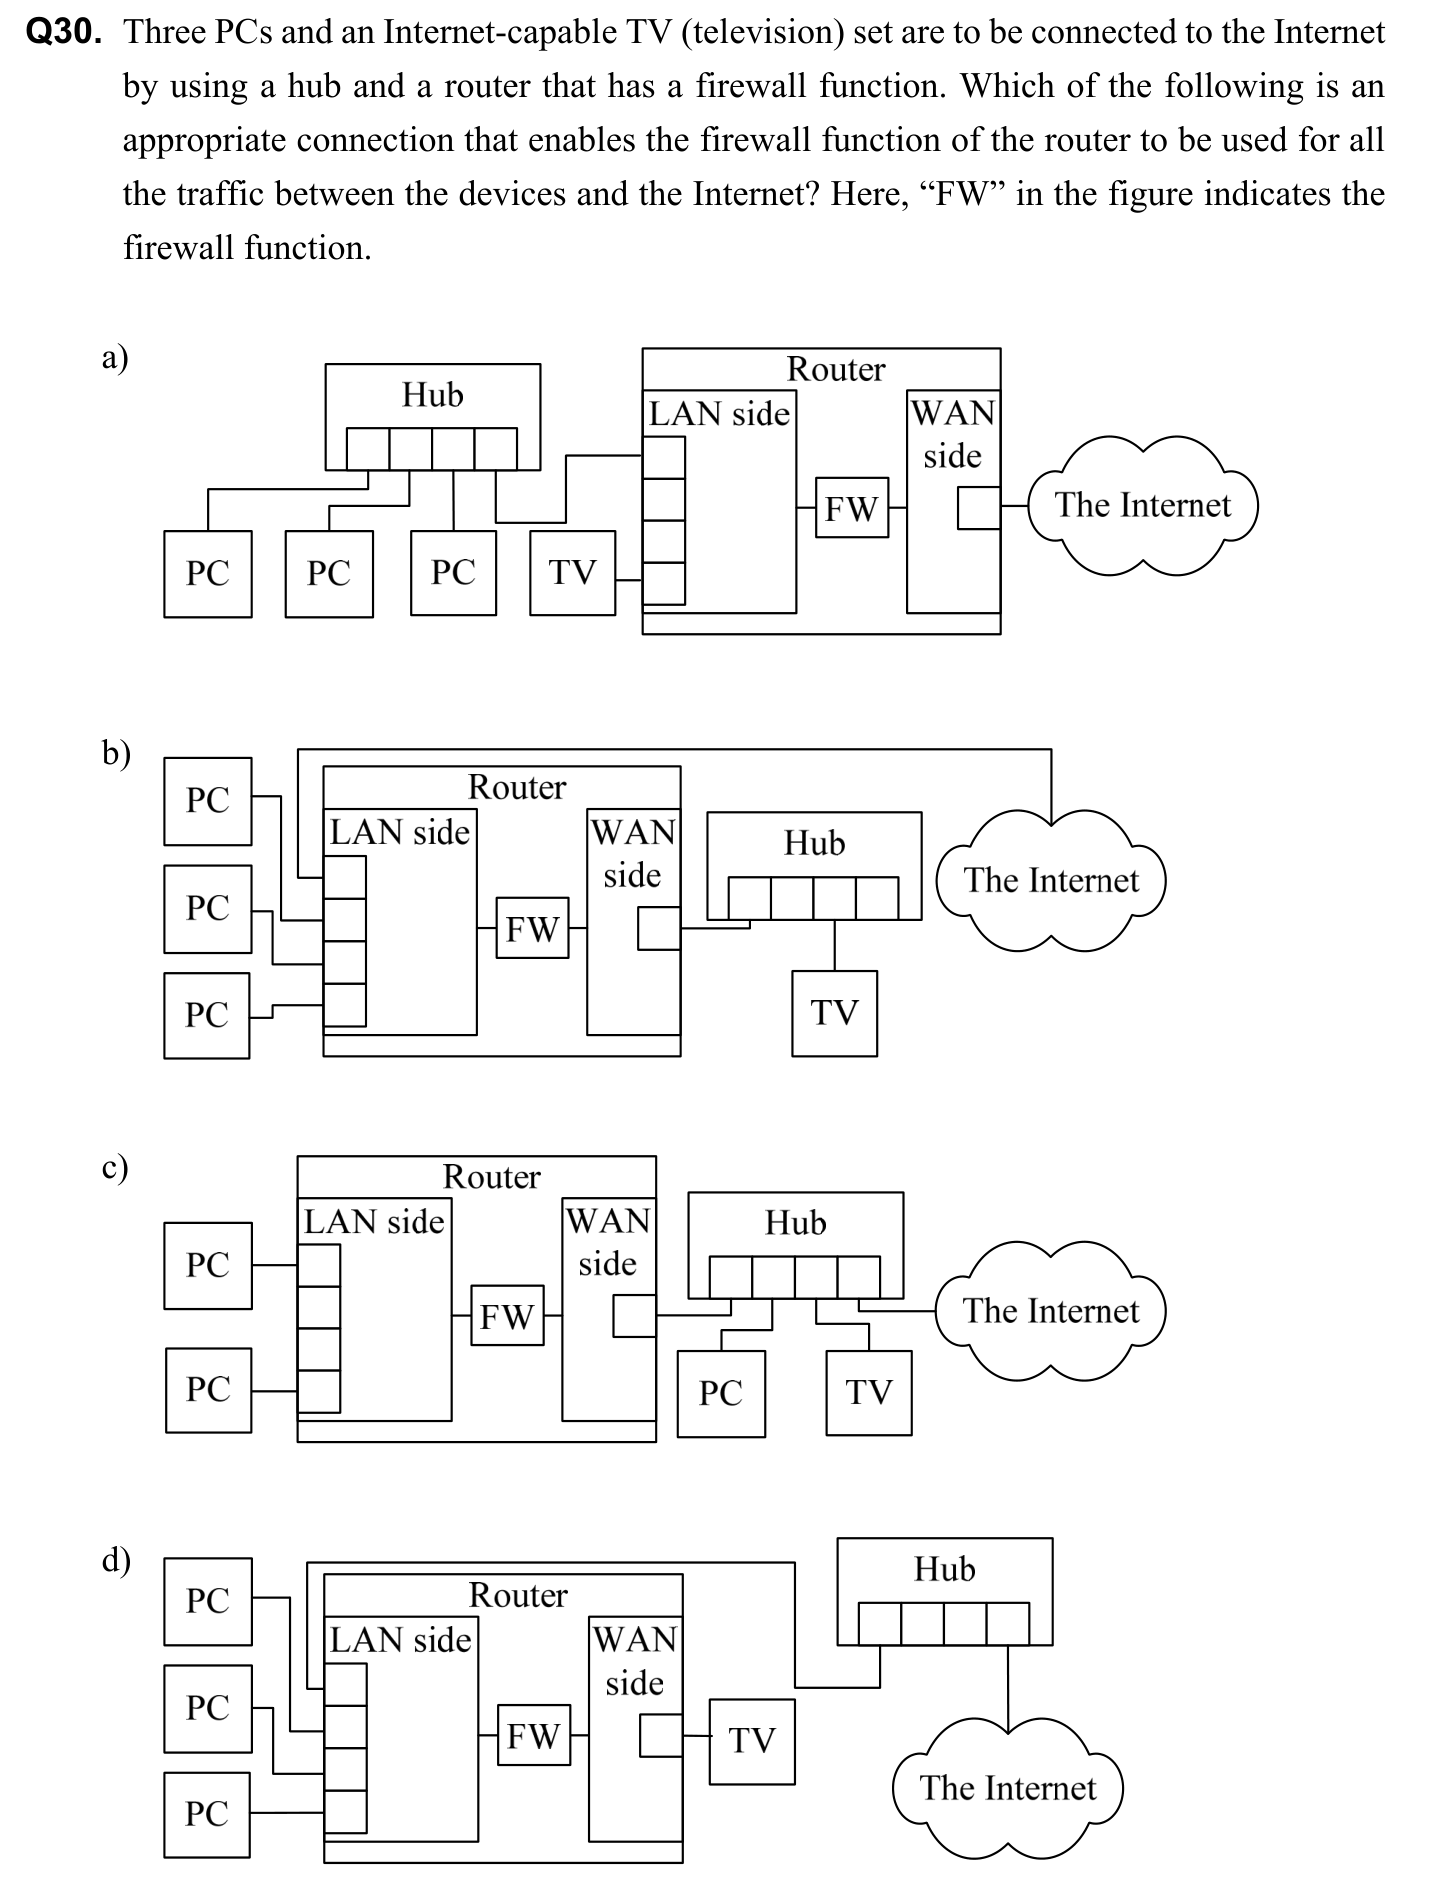 Q30. Three PCs and an Internet-capable TV (television) set are to be connected to the Internet
by using a hub and a router that has a firewall function. Which of the following is an
appropriate connection that enables the firewall function of the router to be used for all
the traffic between the devices and the Internet? Here, “FW” in the figure indicates the
firewall function.
a)
Hub
Router
LAN side
WAN
side
FW
The Internet
PC
PC
PC
TV
b)
PC
PC
PC
Router
LAN side
WAN
side
FW
Hub
TV
The Internet
c)
PC
PC
Router
LAN side
WAN
side
FW
Hub
PC
TV
The Internet
d)
PC
PC
PC
Router
LAN side
WAN
side
FW
TV
Hub
The Internet